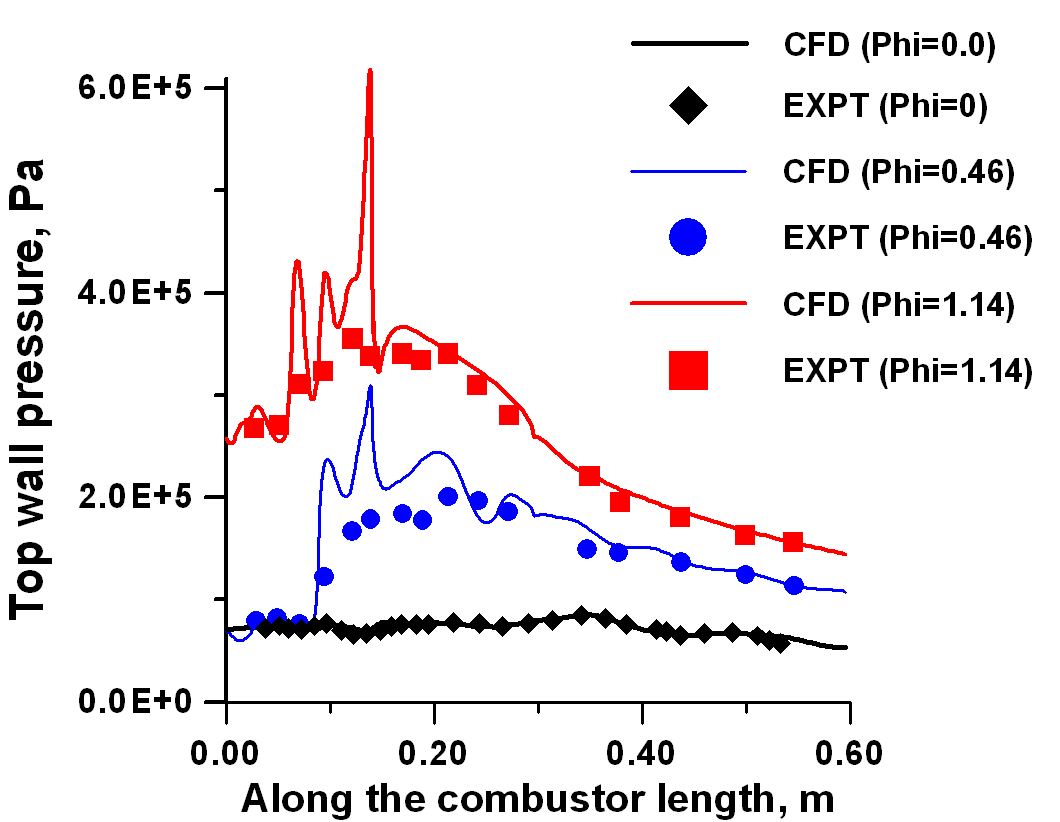 CFD (Phi=0.0)
EXPT (Phi=0)
CFD (Phi=0.46)
EXPT (Phi=0.46)
CFD (Phi=1.14)
EXPT (Phi=1.14)
Top wall pressure, Pa
6.0E+5
4.0E+5
2.0E+5
0.0E+0
0.00 0.20 0.40 0.60
Along the combustor length, m